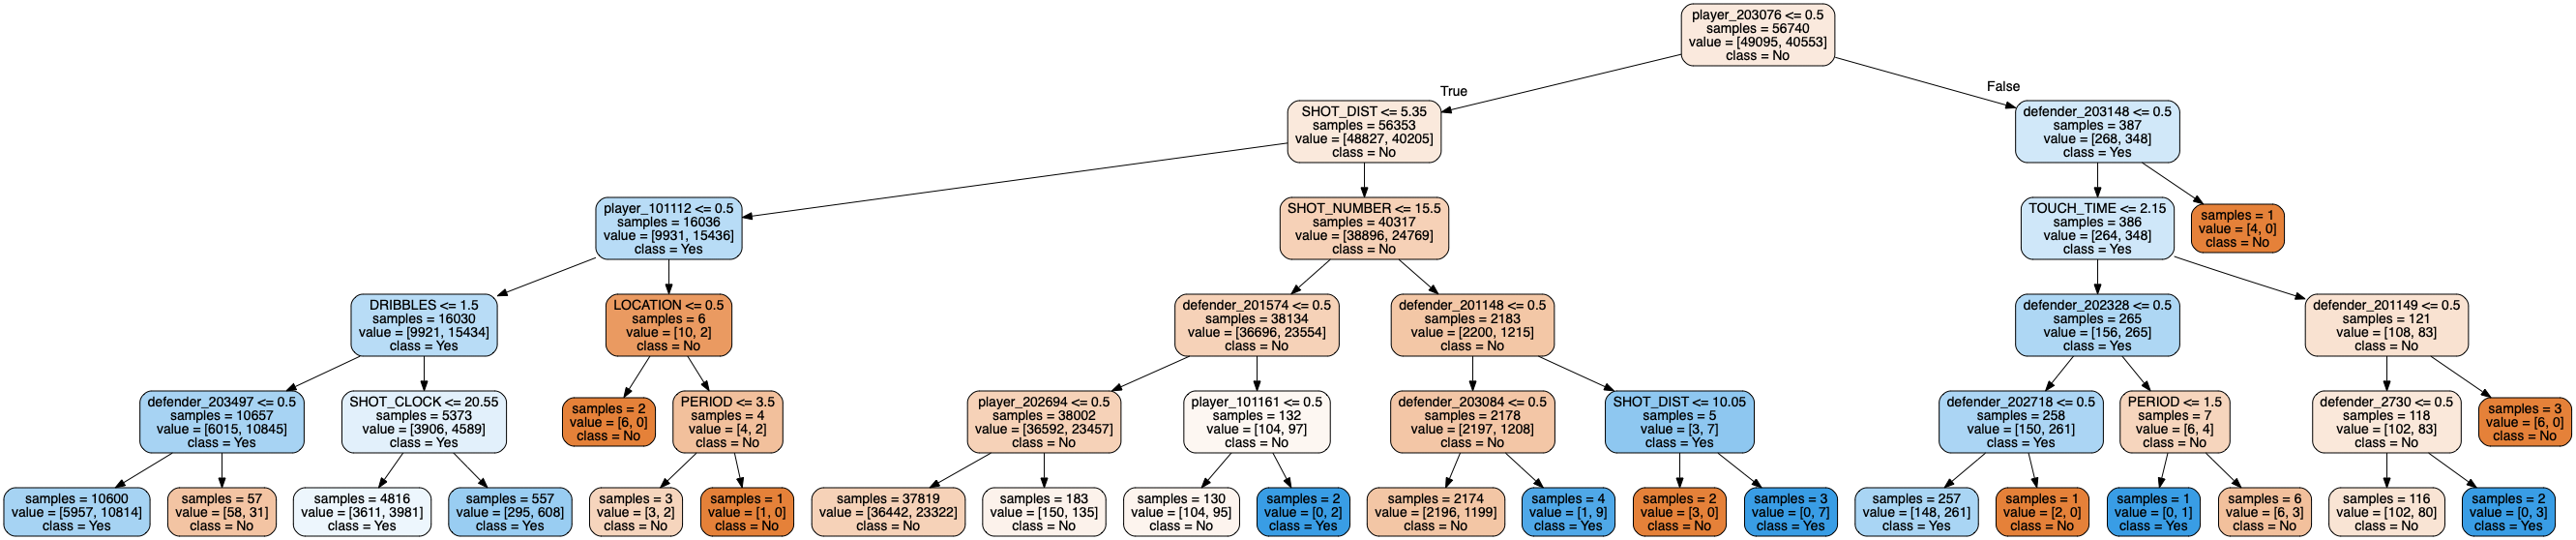 player_203076 <= 0.5
samples = 56740
value = [49095, 40553]
class = No
True
False
SHOT_DIST <= 5.35
samples = 56353
value = [48827, 40205]
class = No
defender_203148 <= 0.5
samples = 387
value = [268, 348]
class = Yes
player_101112 <= 0.5
samples = 16036
value = [9931, 15436]
class = Yes
SHOT_NUMBER <= 15.5
samples = 40317
value = [38896, 24769]
class = No
TOUCH_TIME <= 2.15
samples = 386
value = [264, 348]
class = Yes
samples = 1
value = [4, 0]
class = No
DRIBBLES <= 1.5
samples = 16030
value = [9921, 15434]
class = Yes
LOCATION <= 0.5
samples = 6
value = [10, 2]
class = No
defender_201574 <= 0.5
samples = 38134
value = [36696, 23554]
class = No
defender_201148 <= 0.5
samples = 2183
value = [2200, 1215]
class = No
defender_202328 <= 0.5
samples = 265
value = [156, 265]
class = Yes
defender_201149 <= 0.5
samples = 121
value = [108, 83]
class = No
defender_203497 <= 0.5
samples = 10657
value = [6015, 10845]
class = Yes
SHOT_CLOCK <= 20.55
samples = 5373
value = [3906, 4589]
class = Yes
samples = 2
value = [6, 0]
class = No
PERIOD <= 3.5
samples = 4
value = [4, 2]
class = No
player_202694 <= 0.5
samples = 38002
value = [36592, 23457]
class = No
player_101161 <= 0.5
samples = 132
value = [104, 97]
class = No
defender_203084 <= 0.5
samples = 2178
value = [2197, 1208]
class = No
SHOT_DIST <= 10.05
samples = 5
value = [3, 7]
class = Yes
defender_202718 <= 0.5
samples = 258
value = [150, 261]
class = Yes
PERIOD <= 1.5
samples = 7
value = [6, 4]
class = No
defender_2730 <= 0.5
samples = 118
value = [102, 83]
class = No
samples = 3
value = [6, 0]
class = No
samples = 10600
value = [5957, 10814]
class = Yes
samples = 57
value = [58, 31]
class = No
samples = 4816
value = [3611, 3981]
class = Yes
samples = 557
value = [295, 608]
class = Yes
samples = 3
value = [3, 2]
class = No
samples = 1
value = [1, 0]
class = No
samples = 37819
value = [36442, 23322]
class = No
samples = 183
value = [150, 135]
class = No
samples = 130
value = [104, 95]
class = No
samples = 2
value = [0, 2]
class = Yes
samples = 2174
value = [2196, 1199]
class = No
samples = 4
value = [1, 9]
class = Yes
samples = 2
value = [3, 0]
class = No
samples = 3
value = [0, 7]
class = Yes
samples = 257
value = [148, 261]
class = Yes
samples = 1
value = [2, 0]
class = No
samples = 1
value = [0, 1]
class = Yes
samples = 6
value = [6, 3]
class = No
samples = 116
value = [102, 80]
class = No
samples = 2
value = [0, 3]
class = Yes